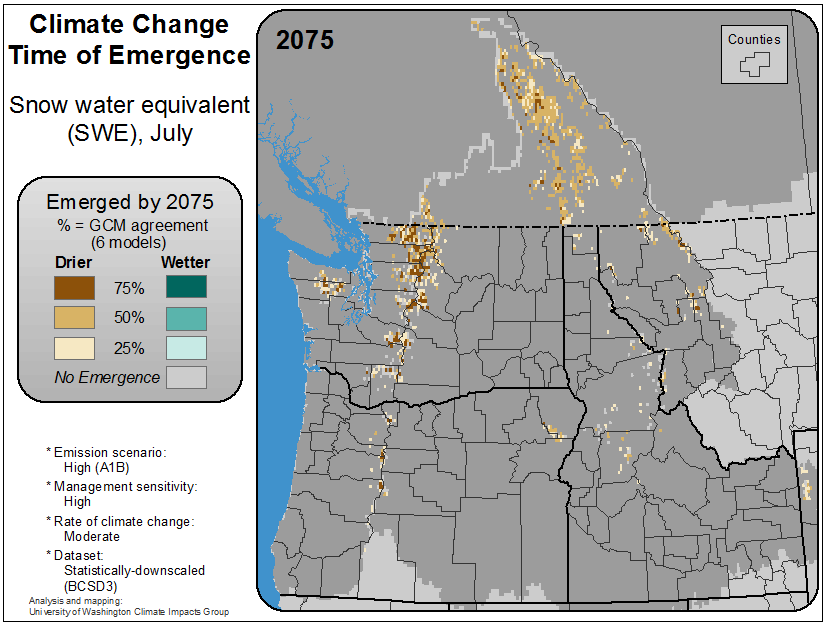 Climate Change
Time of Emergence
Snow water equivalent
(SWE), July
Emerged by 2075
% = GCM agreement
(6 models)
Drier Wetter
75%
50%
25%
No Emergence
* Emission scenario:
High (A1B)
* Management sensitivity:
High
* Rate of climate change:
Moderate
* Dataset:
Statistically-downscaled
(BCSD3)
Analysis and mapping:
University of Washington Climate Impacts Group
2075
Counties